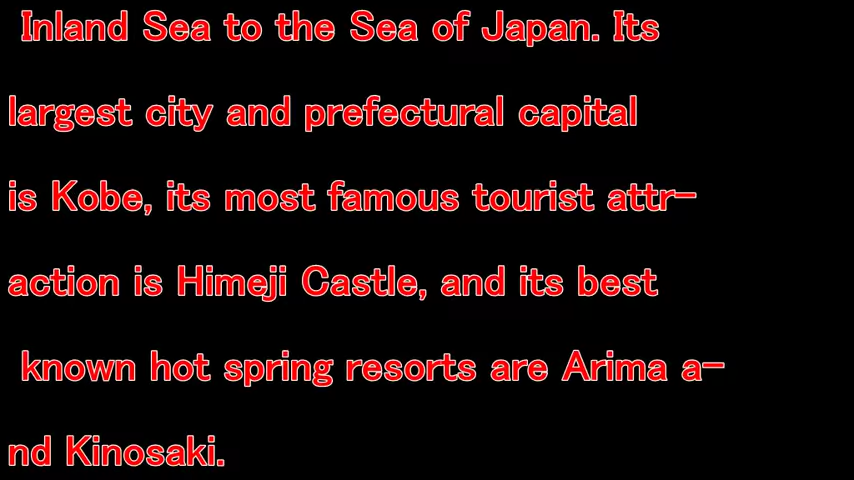 Inland Sea to the Sea of Japan. Its
largest city and prefectural capital
is Kobe, its most famous tourist attr-
action is Himeji Castle, and its best
known hot spring resorts are Arima a-
nd Kinosaki.